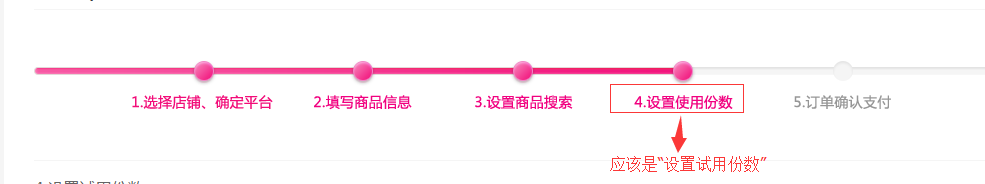 1.选择店铺、确定平台
2.填写商品信息
3.设置商品搜索
4.设置使用份数
5.订单确认支付
应该是“设置试用份数”